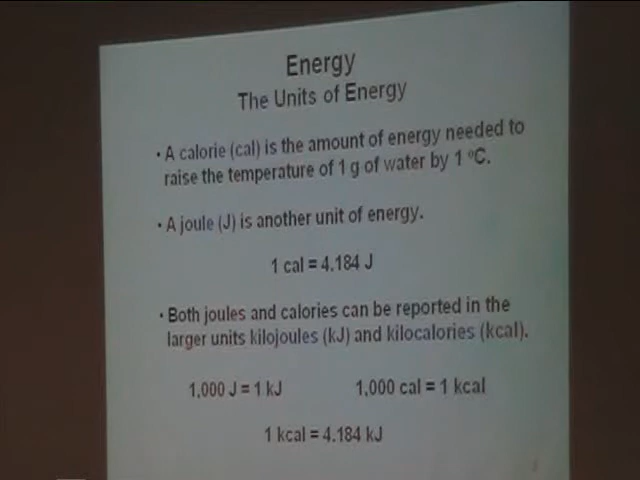 Energy
The Units of Energy
• A calorie (cal) is the amount of energy needed to
raise the temperature of 1 g of water by 1 °C.
• A joule (J) is another unit of energy.
1 cal = 4.184 J
• Both joules and calories can be reported in the
larger units kilojoules (kJ) and kilocalories (kcal).
1,000 J = 1 kJ 1,000 cal = 1 kcal
1 kcal = 4.184 kJ